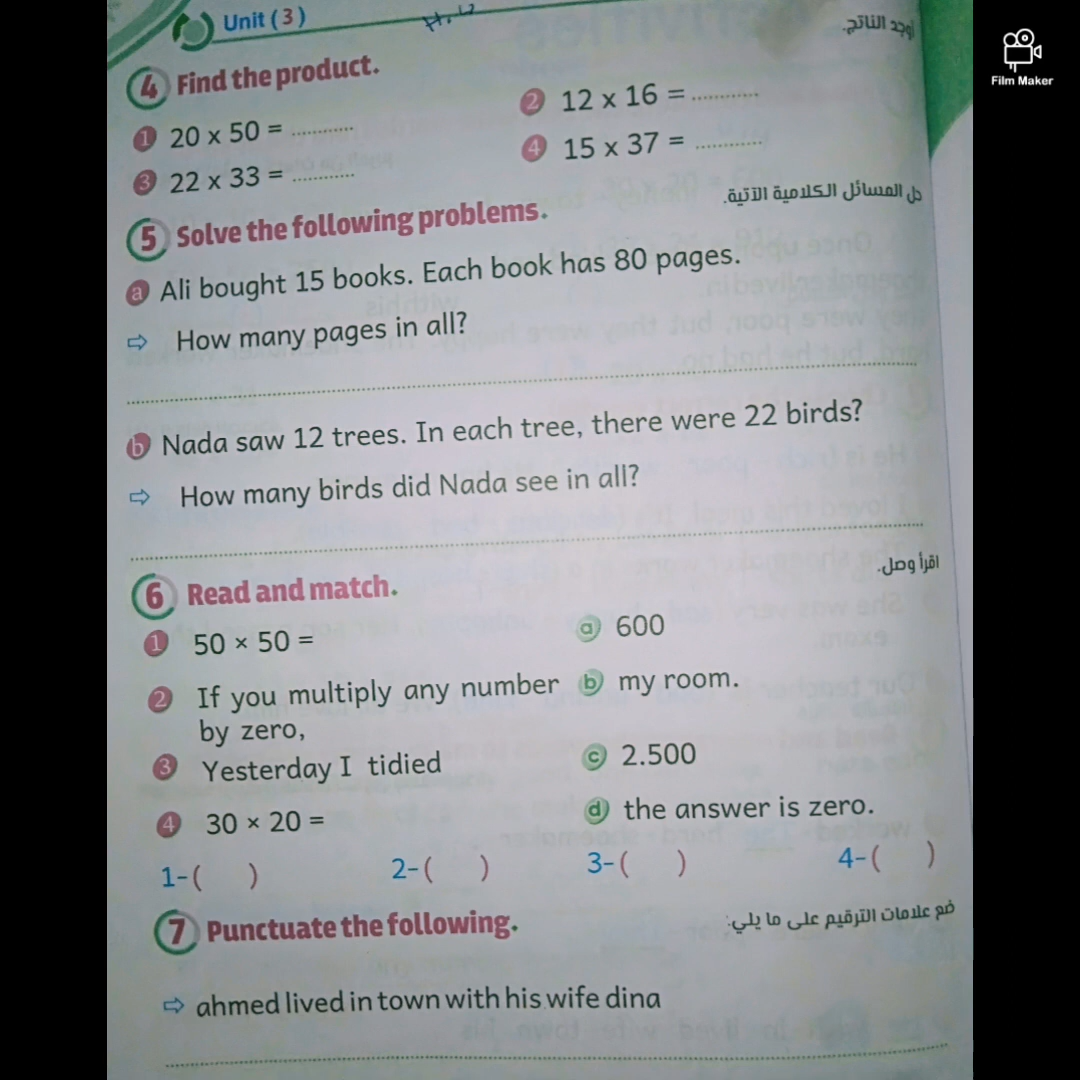 Unit ( 3 )
H.W
أوجد الناتج.
Film Maker
4 Find the product.
1 20 x 50 = ............
2 12 x 16 = ............
3 22 x 33 = ............
4 15 x 37 = ............
حل المسائل الكلامية الآتية.
5 Solve the following problems.
a Ali bought 15 books. Each book has 80 pages.
⇨ How many pages in all?
b Nada saw 12 trees. In each tree, there were 22 birds?
⇨ How many birds did Nada see in all?
اقرأ وصل.
6 Read and match.
1 50 × 50 =
a 600
2 If you multiply any number
by zero,
b my room.
3 Yesterday I tidied
c 2.500
4 30 × 20 =
d the answer is zero.
1-( ) 2-( ) 3-( ) 4-( )
7 Punctuate the following.
ضع علامات الترقيم على ما يلي:
⇨ ahmed lived in town with his wife dina